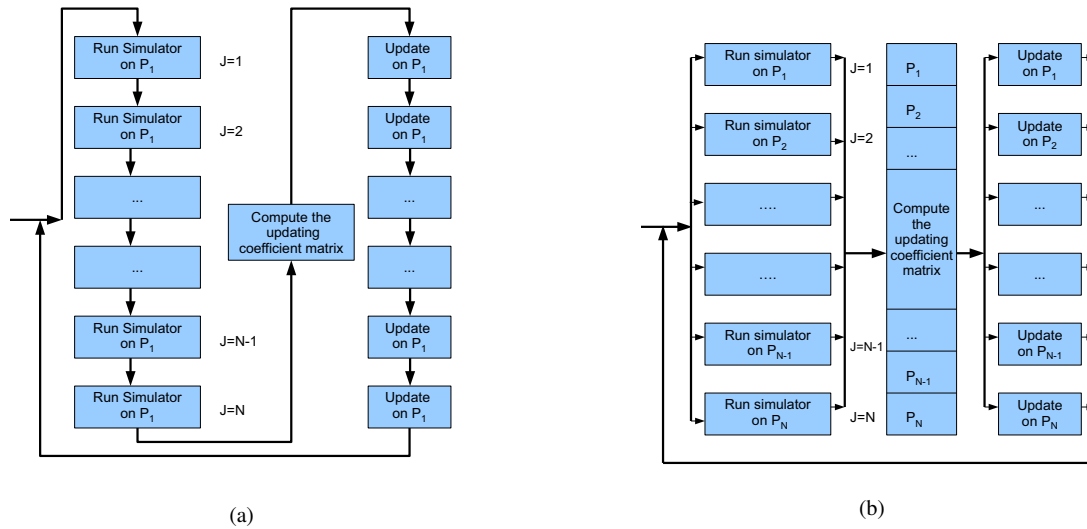 Run Simulator
on P1
J=1
Run Simulator
on P1
J=2
...
...
Run Simulator
on P1
J=N-1
Run Simulator
on P1
J=N
Compute the
updating
coefficient matrix
Update
on P1
Update
on P1
...
...
Update
on P1
Update
on P1
(a)
Run simulator
on P1
J=1
Run simulator
on P2
J=2
....
....
Run simulator
on PN-1
J=N-1
Run simulator
on PN
J=N
P1
P2
...
Compute
the
updating
coefficient
matrix
...
PN-1
PN
Update
on P1
Update
on P2
...
...
Update
on PN-1
Update
on PN
(b)